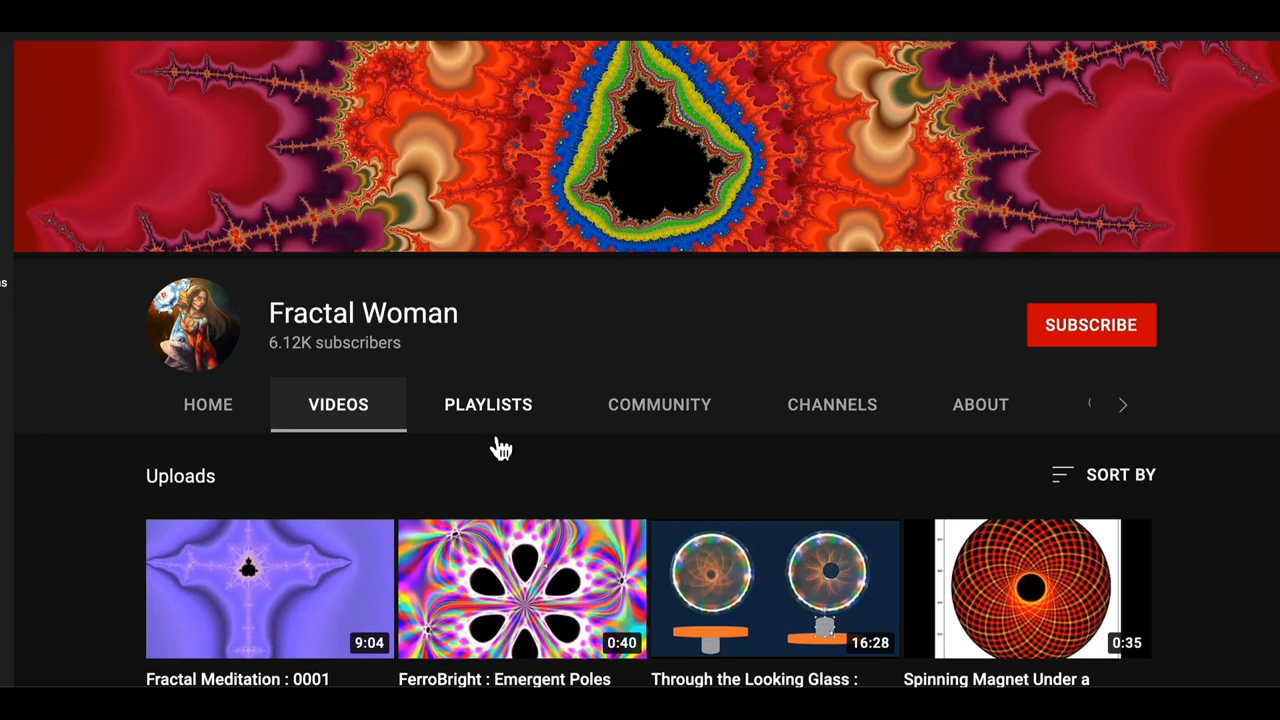 Fractal Woman
6.12K subscribers
SUBSCRIBE
HOME VIDEOS PLAYLISTS COMMUNITY CHANNELS ABOUT
Uploads
SORT BY
9:04
0:40
16:28
0:35
Fractal Meditation : 0001
FerroBright : Emergent Poles
Through the Looking Glass :
Spinning Magnet Under a